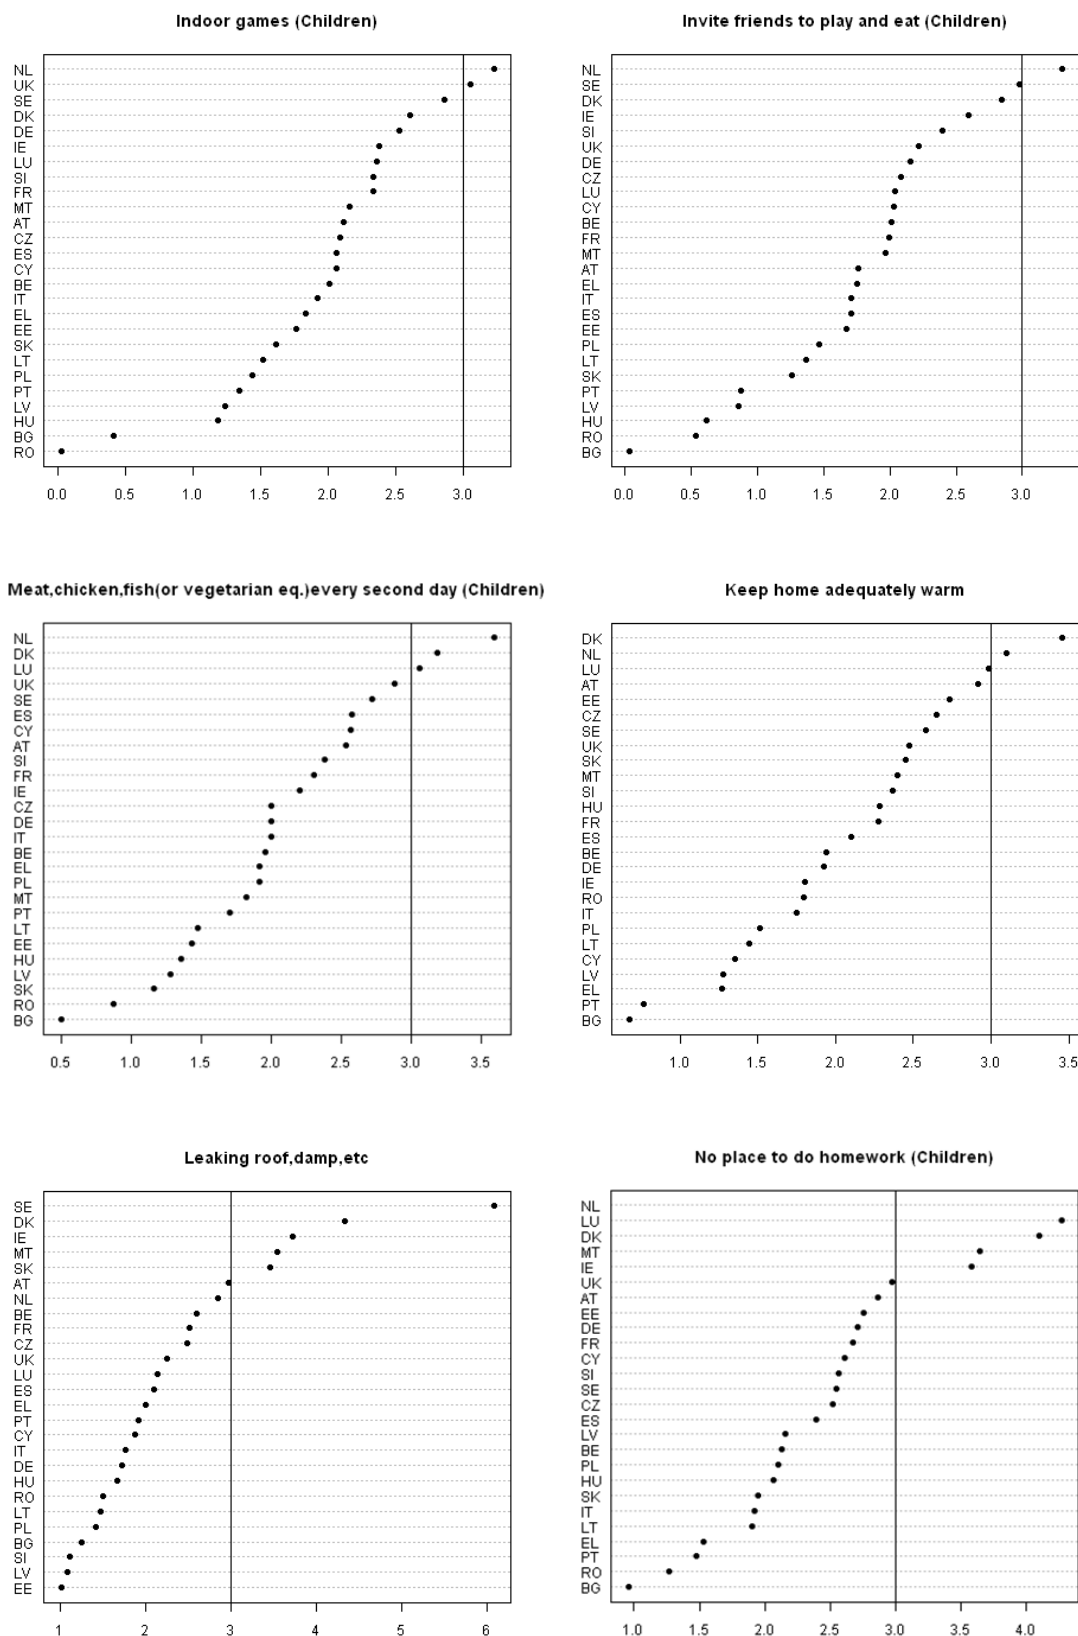 Indoor games (Children)
NL
UK
SE
DK
DE
IE
LU
SI
FR
MT
AT
CZ
ES
CY
BE
IT
EL
EE
SK
LT
PL
PT
LV
HU
BG
RO
0.0 0.5 1.0 1.5 2.0 2.5 3.0
Invite friends to play and eat (Children)
NL
SE
DK
IE
SI
UK
DE
CZ
LU
CY
BE
FR
MT
AT
EL
IT
ES
EE
PL
LT
SK
PT
LV
HU
RO
BG
0.0 0.5 1.0 1.5 2.0 2.5 3.0
Meat,chicken,fish(or vegetarian eq.)every second day (Children)
NL
DK
LU
UK
SE
ES
CY
AT
SI
FR
IE
CZ
DE
IT
BE
EL
PL
MT
PT
LT
EE
HU
LV
SK
RO
BG
0.5 1.0 1.5 2.0 2.5 3.0 3.5
Keep home adequately warm
DK
NL
LU
AT
EE
CZ
SE
UK
SK
MT
SI
HU
FR
ES
BE
DE
IE
RO
IT
PL
LT
CY
LV
EL
PT
BG
1.0 1.5 2.0 2.5 3.0 3.5
Leaking roof,damp,etc
SE
DK
IE
MT
SK
AT
NL
BE
FR
CZ
UK
LU
ES
EL
PT
CY
IT
DE
HU
RO
LT
PL
BG
SI
LV
EE
1 2 3 4 5 6
No place to do homework (Children)
NL
LU
DK
MT
IE
UK
AT
EE
DE
FR
CY
SI
SE
CZ
ES
LV
BE
PL
HU
SK
IT
LT
EL
PT
RO
BG
1.0 1.5 2.0 2.5 3.0 3.5 4.0